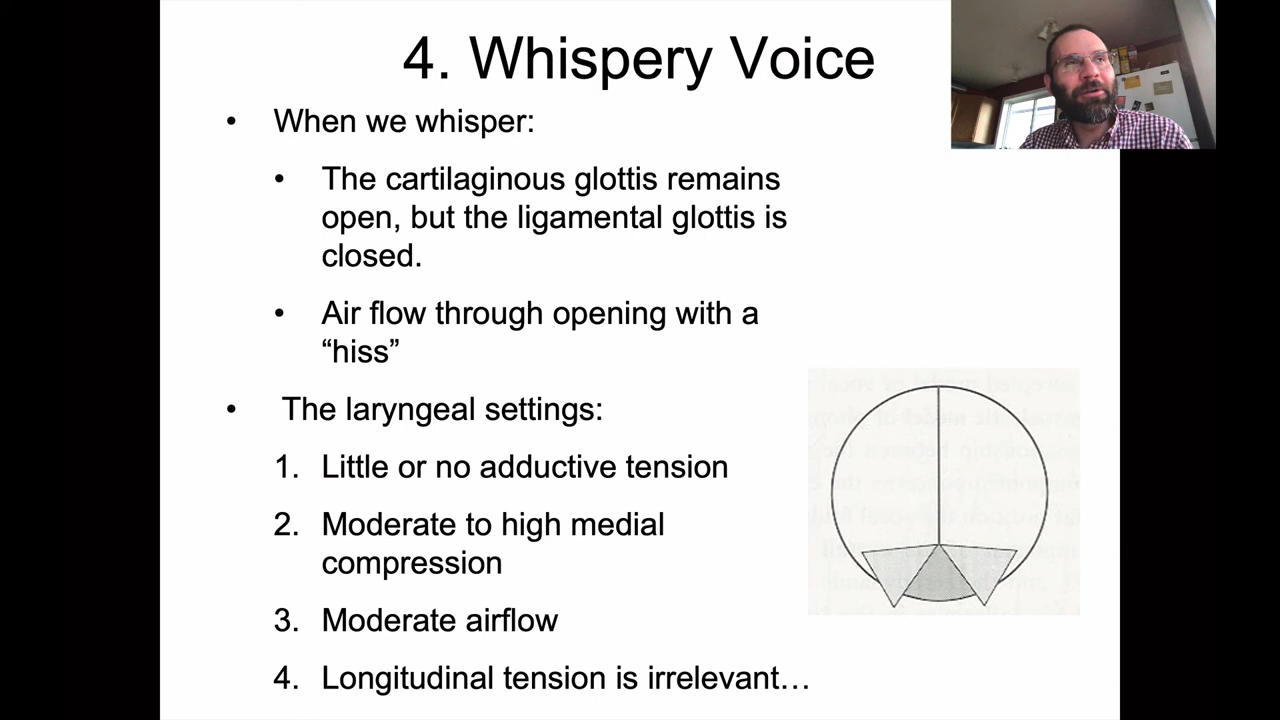 4. Whispery Voice
• When we whisper:
• The cartilaginous glottis remains
open, but the ligamental glottis is
closed.
• Air flow through opening with a
“hiss”
• The laryngeal settings:
1. Little or no adductive tension
2. Moderate to high medial
compression
3. Moderate airflow
4. Longitudinal tension is irrelevant…